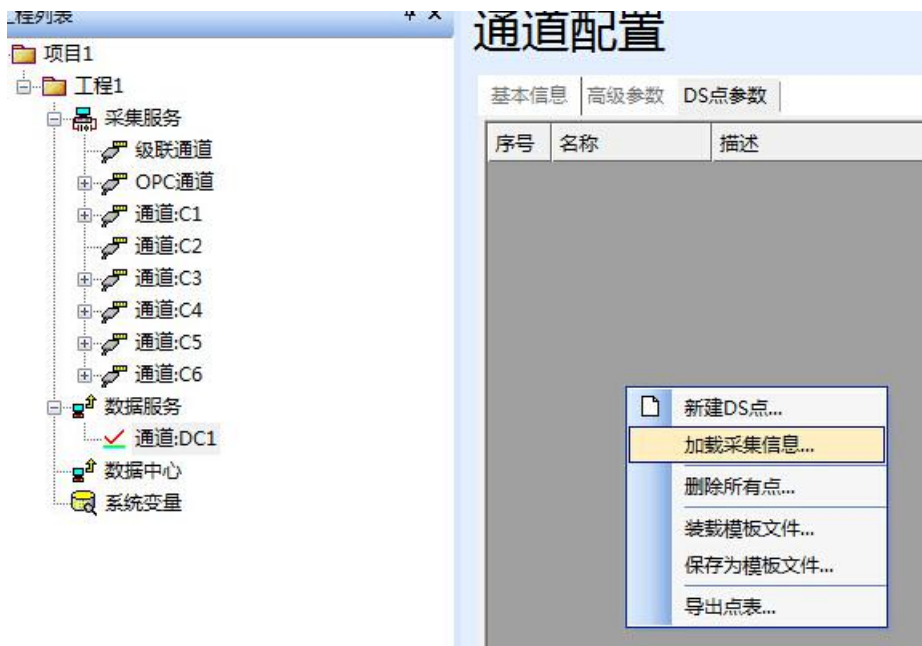 工程列表
项目1
工程1
采集服务
级联通道
OPC通道
通道:C1
通道:C2
通道:C3
通道:C4
通道:C5
通道:C6
数据服务
通道:DC1
数据中心
系统变量
通道配置
基本信息 高级参数 DS点参数
序号 名称 描述
新建DS点...
加载采集信息...
删除所有点...
装载模板文件...
保存为模板文件...
导出点表...